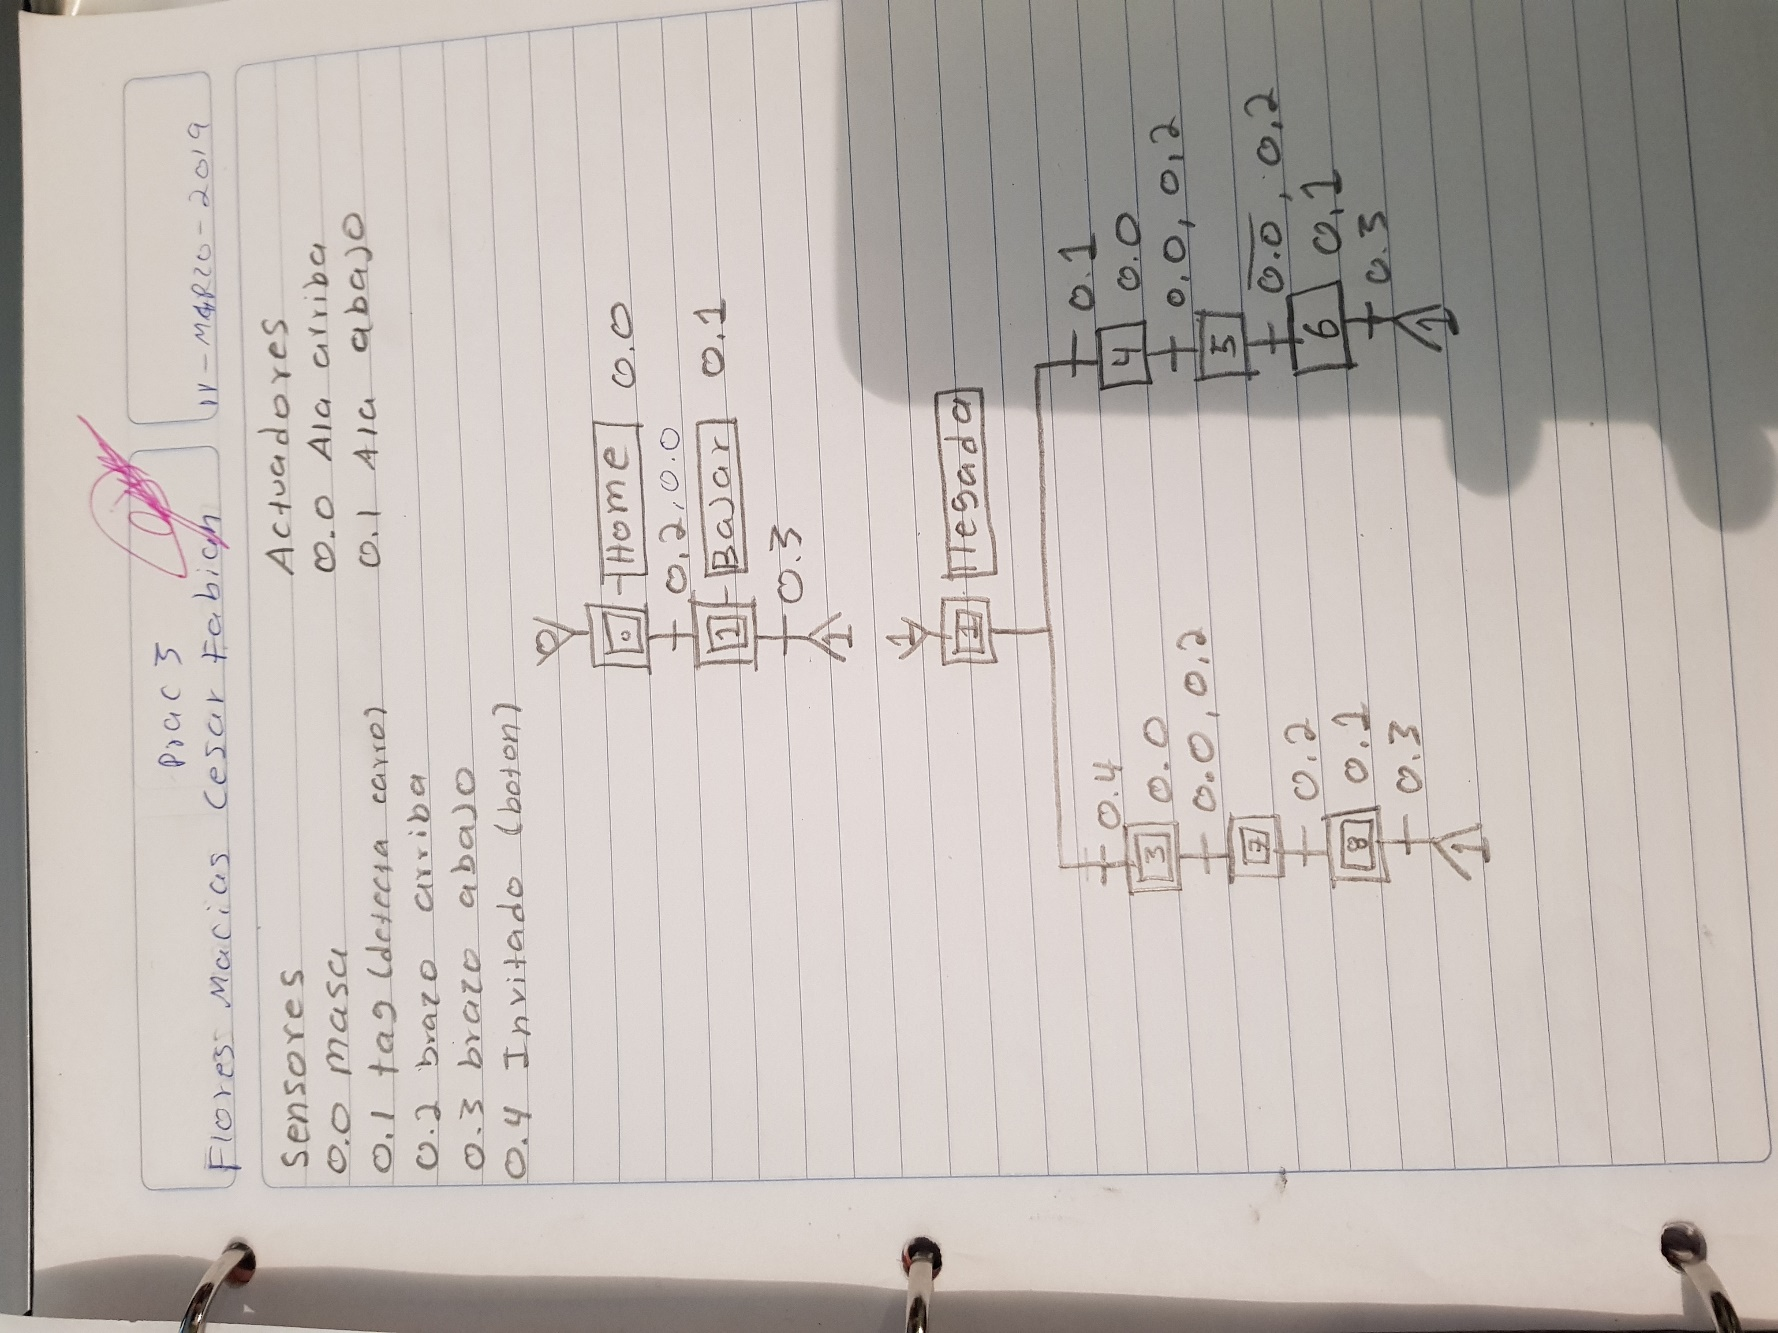 Prac 3
Flores Macias Cesar Fabian
11-MARZO-2019
Sensores
0.0 masa
0.1 tag (detecta carro)
0.2 brazo arriba
0.3 brazo abajo
0.4 Invitado (boton)
Actuadores
0.0 Ala arriba
0.1 Ala abajo
0
0 Home 0.0
0.2, 0.0
1 Bajar 0.1
0.3
1
1
1 llegada
0.4
3 0.0
0.0, 0.2
7
0.2
8 0.1
0.3
1
0.1
4 0.0
0.0, 0.2
5
0.0, 0.2
6 0.1
0.3
1